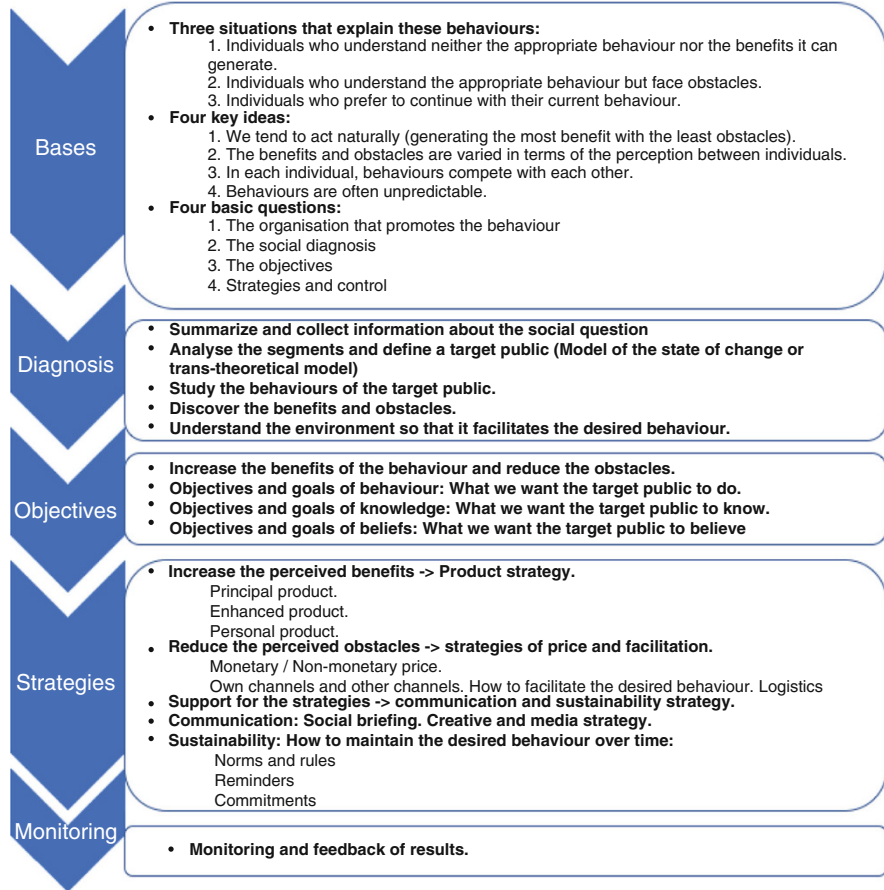 Bases
• Three situations that explain these behaviours:
1. Individuals who understand neither the appropriate behaviour nor the benefits it can
generate.
2. Individuals who understand the appropriate behaviour but face obstacles.
3. Individuals who prefer to continue with their current behaviour.
• Four key ideas:
1. We tend to act naturally (generating the most benefit with the least obstacles).
2. The benefits and obstacles are varied in terms of the perception between individuals.
3. In each individual, behaviours compete with each other.
4. Behaviours are often unpredictable.
• Four basic questions:
1. The organisation that promotes the behaviour
2. The social diagnosis
3. The objectives
4. Strategies and control
Diagnosis
• Summarize and collect information about the social question
• Analyse the segments and define a target public (Model of the state of change or
trans-theoretical model)
• Study the behaviours of the target public.
• Discover the benefits and obstacles.
• Understand the environment so that it facilitates the desired behaviour.
Objectives
• Increase the benefits of the behaviour and reduce the obstacles.
• Objectives and goals of behaviour: What we want the target public to do.
• Objectives and goals of knowledge: What we want the target public to know.
• Objectives and goals of beliefs: What we want the target public to believe
Strategies
• Increase the perceived benefits -> Product strategy.
Principal product.
Enhanced product.
Personal product.
• Reduce the perceived obstacles -> strategies of price and facilitation.
Monetary / Non-monetary price.
Own channels and other channels. How to facilitate the desired behaviour. Logistics
• Support for the strategies -> communication and sustainability strategy.
• Communication: Social briefing. Creative and media strategy.
• Sustainability: How to maintain the desired behaviour over time:
Norms and rules
Reminders
Commitments
Monitoring
• Monitoring and feedback of results.